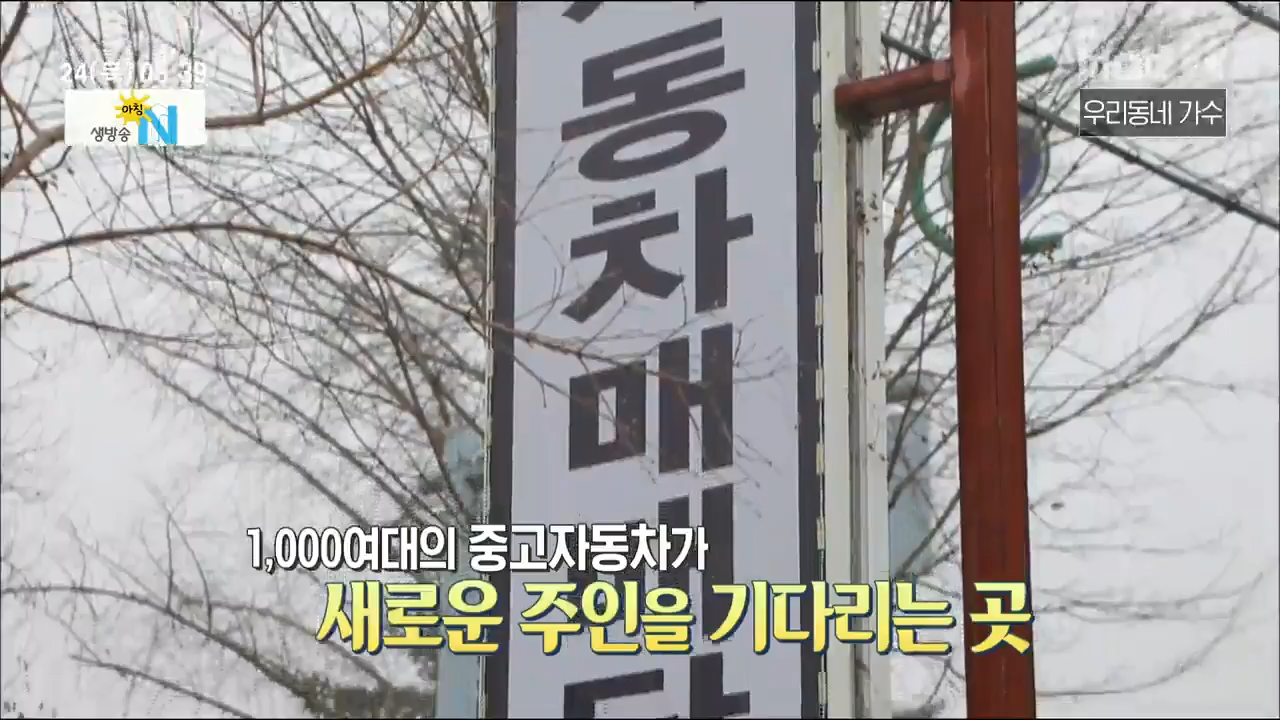 아침
생방송 N
우리동네 가수
동차매
1,000여대의 중고자동차가
새로운 주인을 기다리는 곳